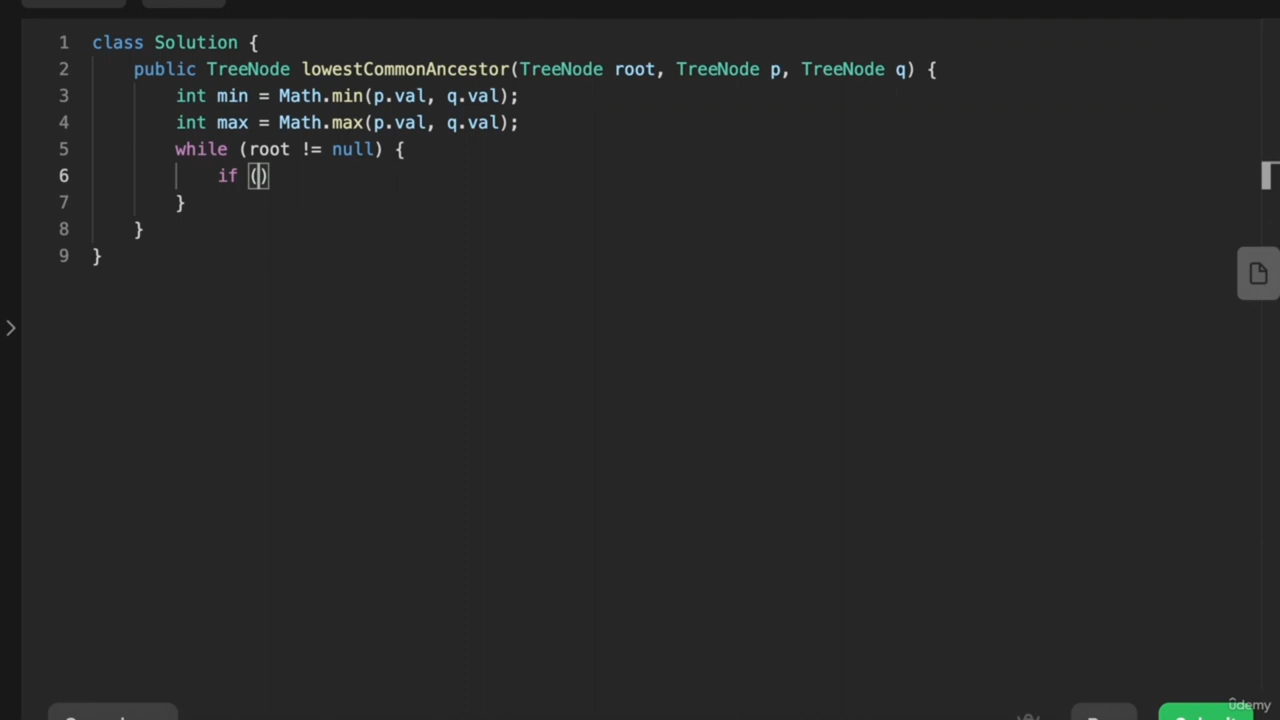 1 class Solution {
2 public TreeNode lowestCommonAncestor(TreeNode root, TreeNode p, TreeNode q) {
3 int min = Math.min(p.val, q.val);
4 int max = Math.max(p.val, q.val);
5 while (root != null) {
6 if ()
7 }
8 }
9 }
ûdemy